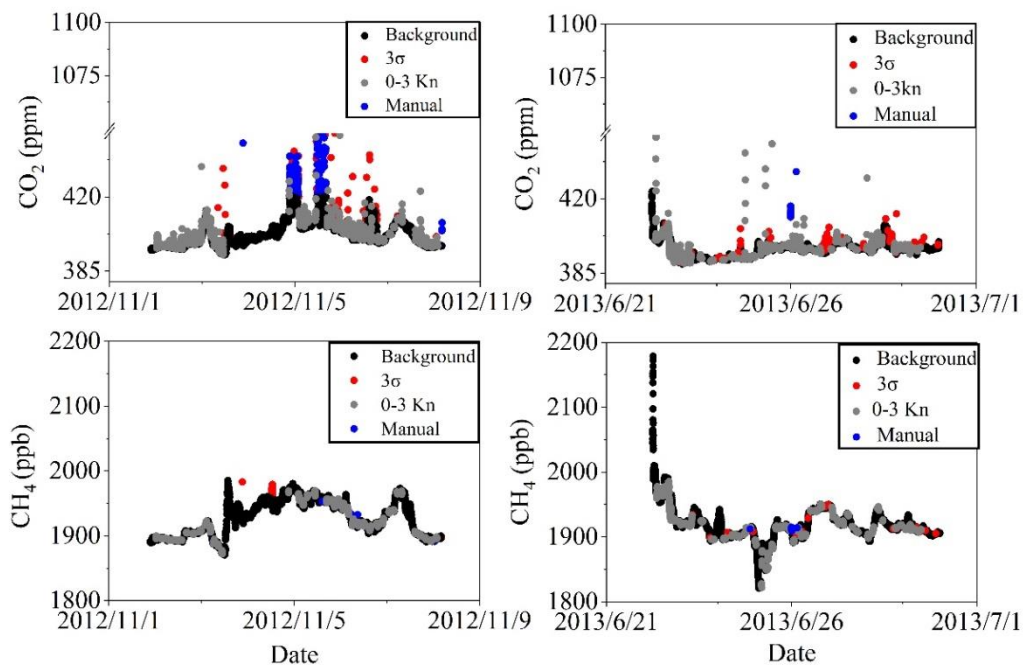 1100
1075
420
385
CO₂ (ppm)
Background
3σ
0-3 Kn
Manual
2012/11/1 2012/11/5 2012/11/9
1100
1075
420
385
CO₂ (ppm)
Background
3σ
0-3kn
Manual
2013/6/21 2013/6/26 2013/7/1
2200
2100
2000
1900
1800
CH₄ (ppb)
Background
3σ
0-3 Kn
Manual
2012/11/1 2012/11/5 2012/11/9
Date
2200
2100
2000
1900
1800
CH₄ (ppb)
Background
3σ
0-3 Kn
Manual
2013/6/21 2013/6/26 2013/7/1
Date